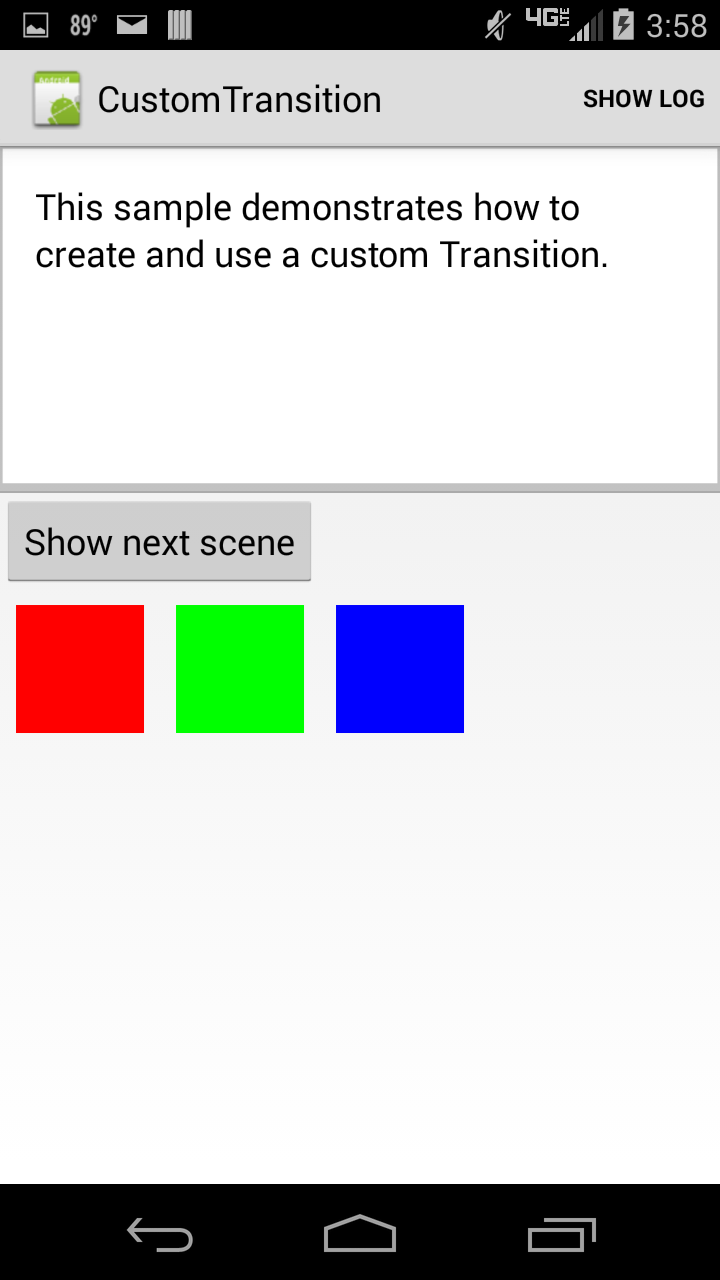 89°
4G LTE
3:58
Android
CustomTransition
SHOW LOG
This sample demonstrates how to
create and use a custom Transition.
Show next scene